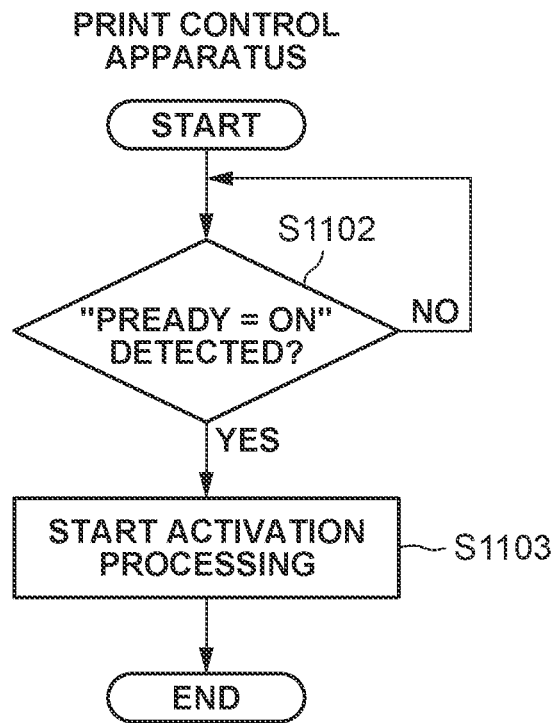 PRINT CONTROL
APPARATUS
START
S1102
"PREADY = ON"
DETECTED?
NO
YES
START ACTIVATION
PROCESSING
S1103
END